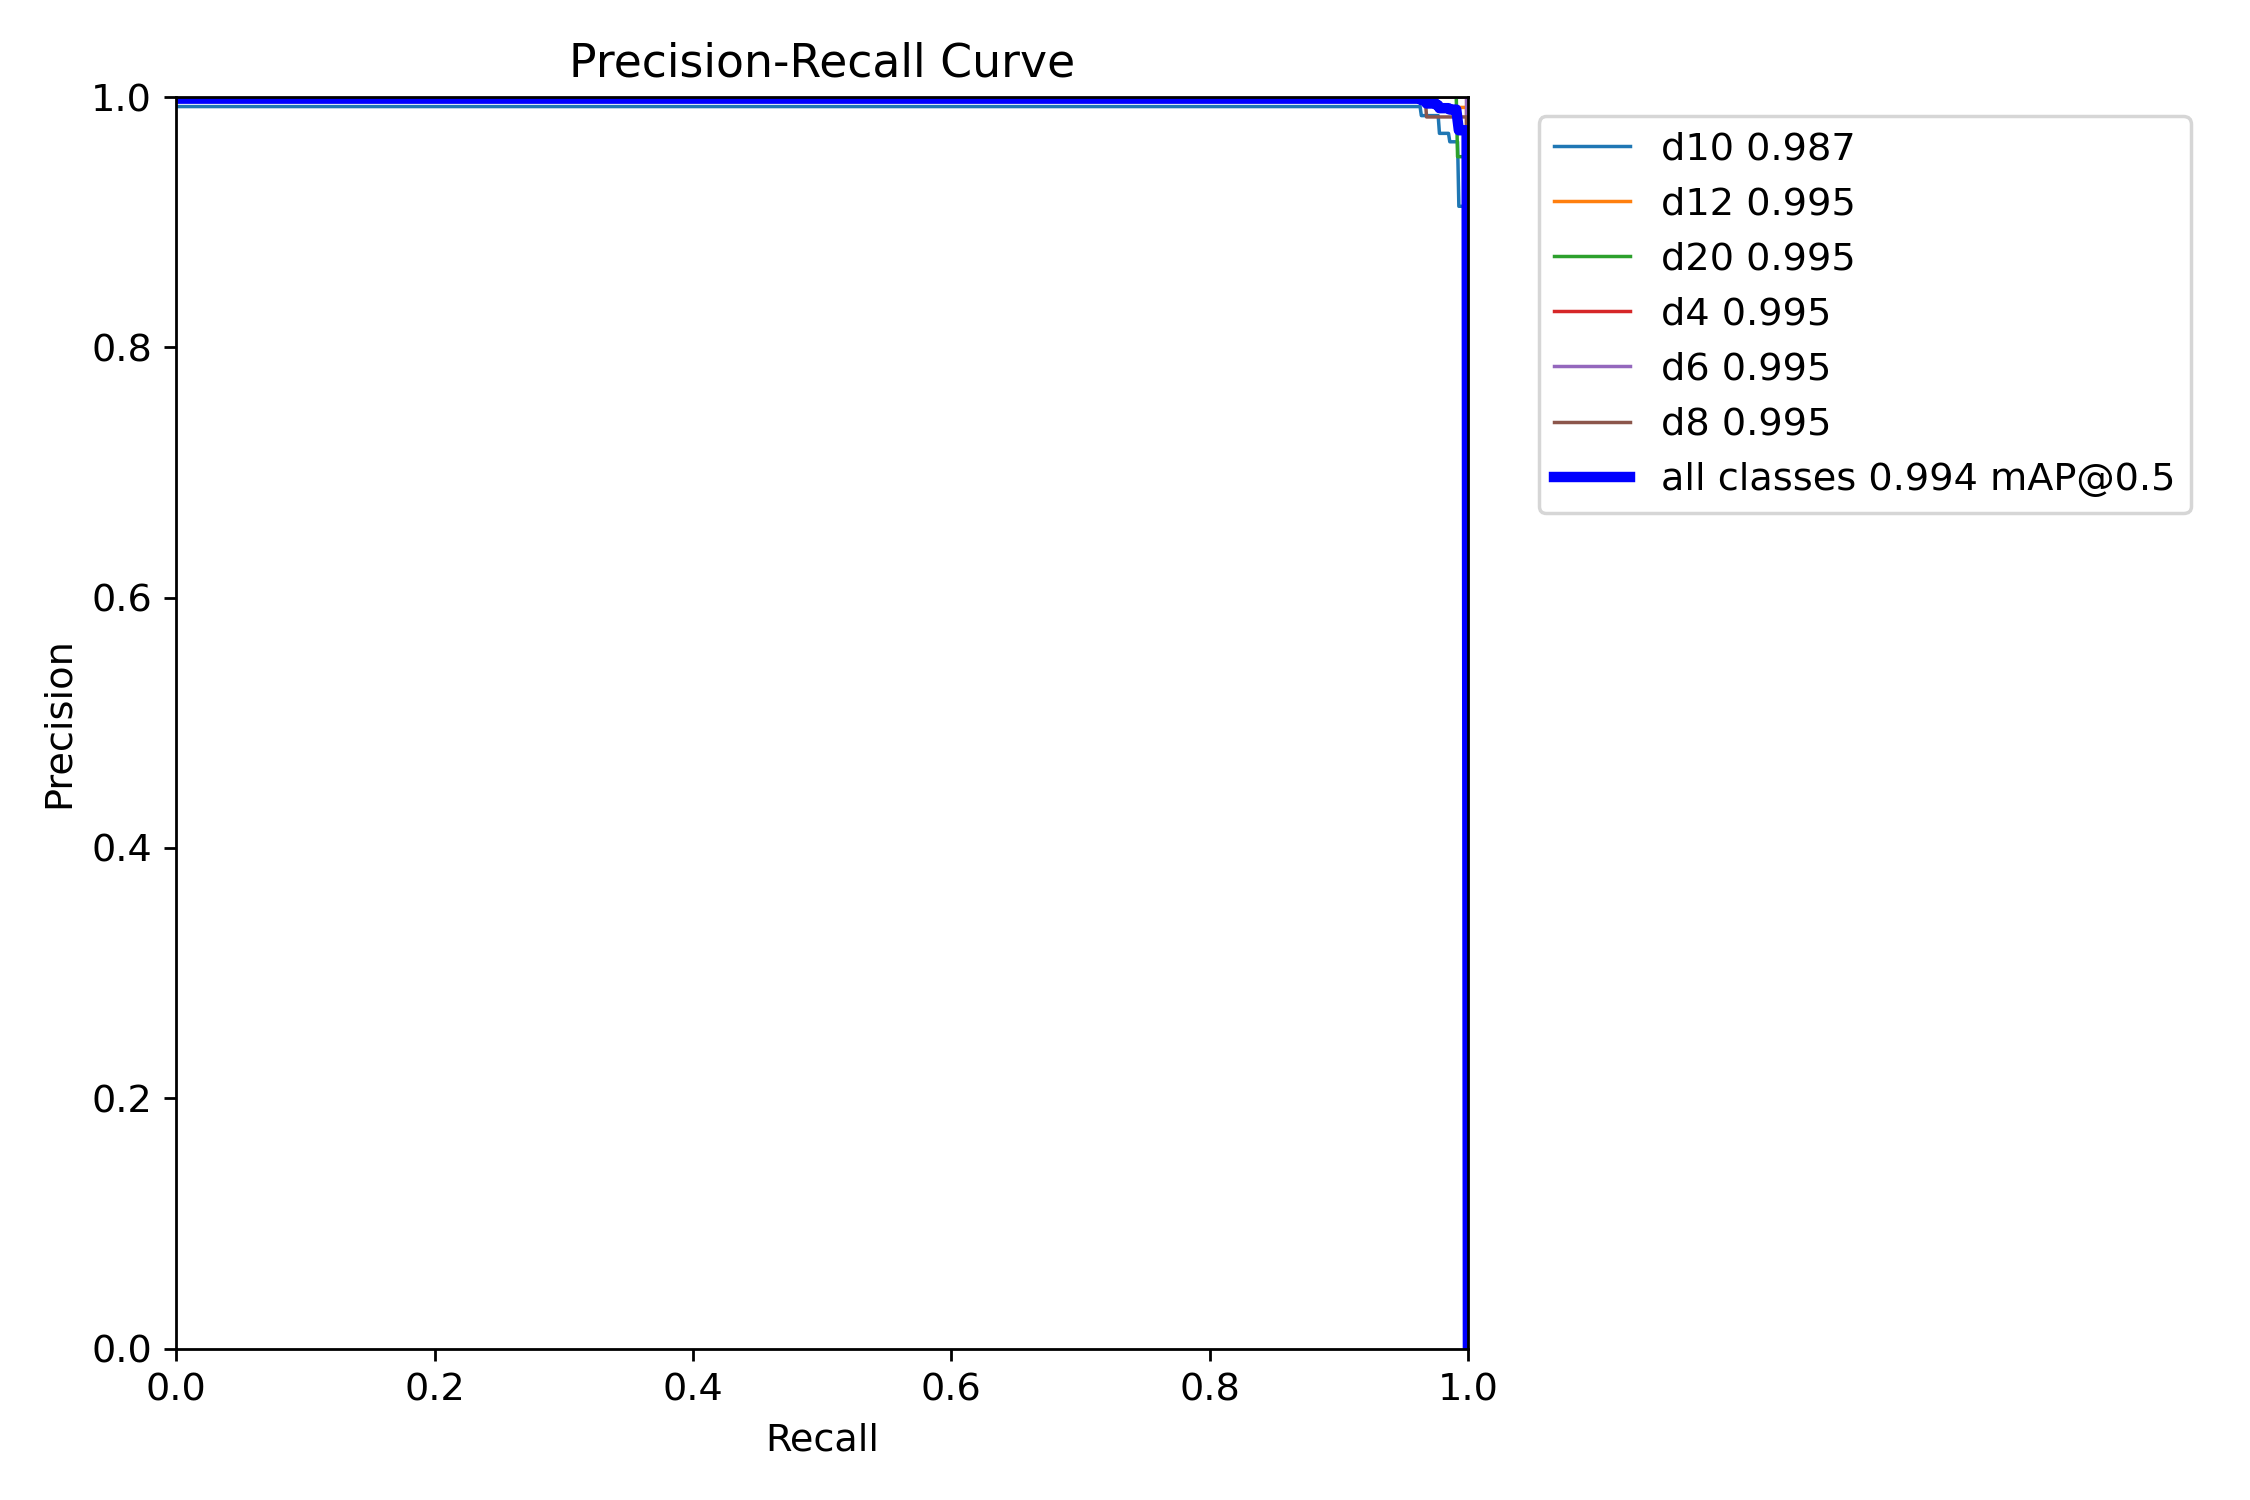 Precision-Recall Curve
1.0
0.8
0.6
0.4
0.2
0.0
Precision
0.0 0.2 0.4 0.6 0.8 1.0
Recall
d10 0.987
d12 0.995
d20 0.995
d4 0.995
d6 0.995
d8 0.995
all classes 0.994 mAP@0.5